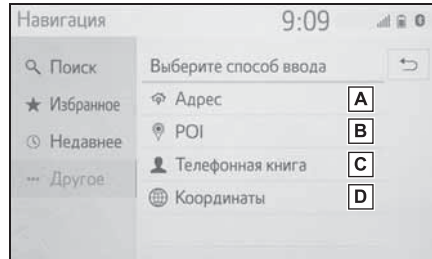 Навигация 9:09
Поиск
Избранное
Недавнее
Другое
Выберите способ ввода
Адрес A
POI B
Телефонная книга C
Координаты D